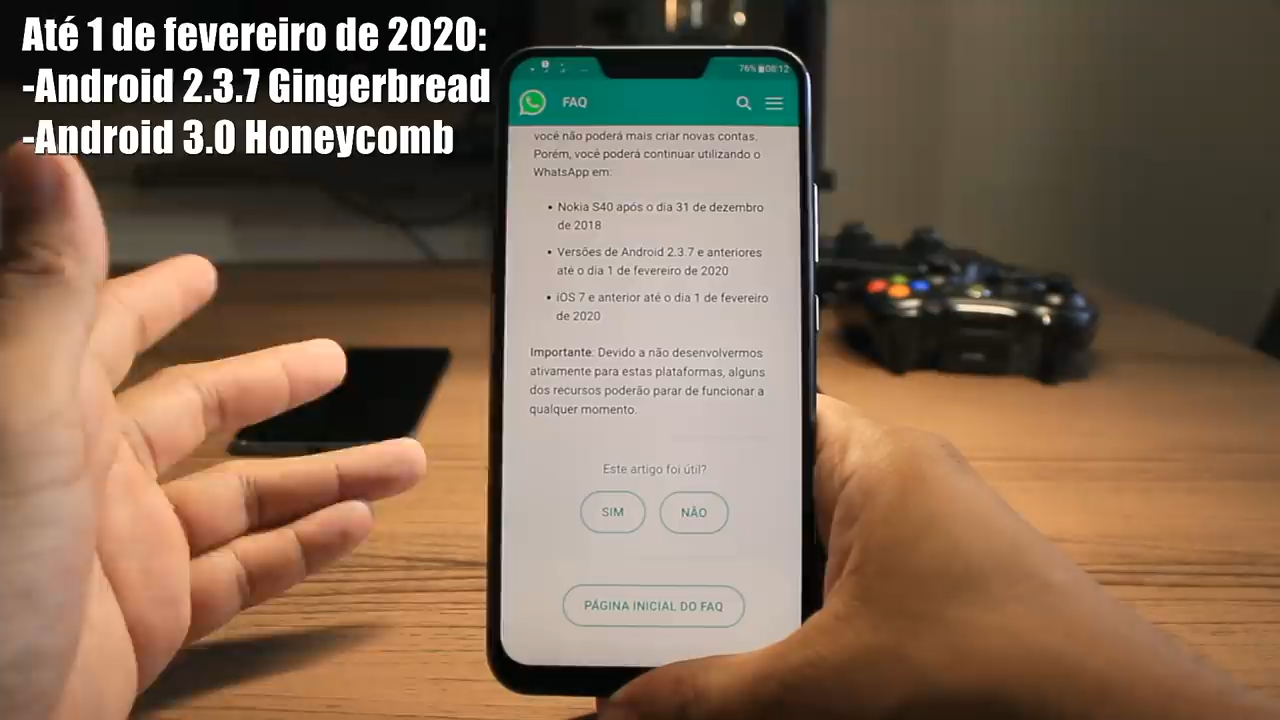 Até 1 de fevereiro de 2020:
-Android 2.3.7 Gingerbread
-Android 3.0 Honeycomb
76% 08:12
FAQ
você não poderá mais criar novas contas.
Porém, você poderá continuar utilizando o
WhatsApp em:
• Nokia S40 após o dia 31 de dezembro
de 2018
• Versões de Android 2.3.7 e anteriores
até o dia 1 de fevereiro de 2020
• iOS 7 e anterior até o dia 1 de fevereiro
de 2020
Importante: Devido a não desenvolvermos
ativamente para estas plataformas, alguns
dos recursos poderão parar de funcionar a
qualquer momento.
Este artigo foi útil?
SIM
NÃO
PÁGINA INICIAL DO FAQ